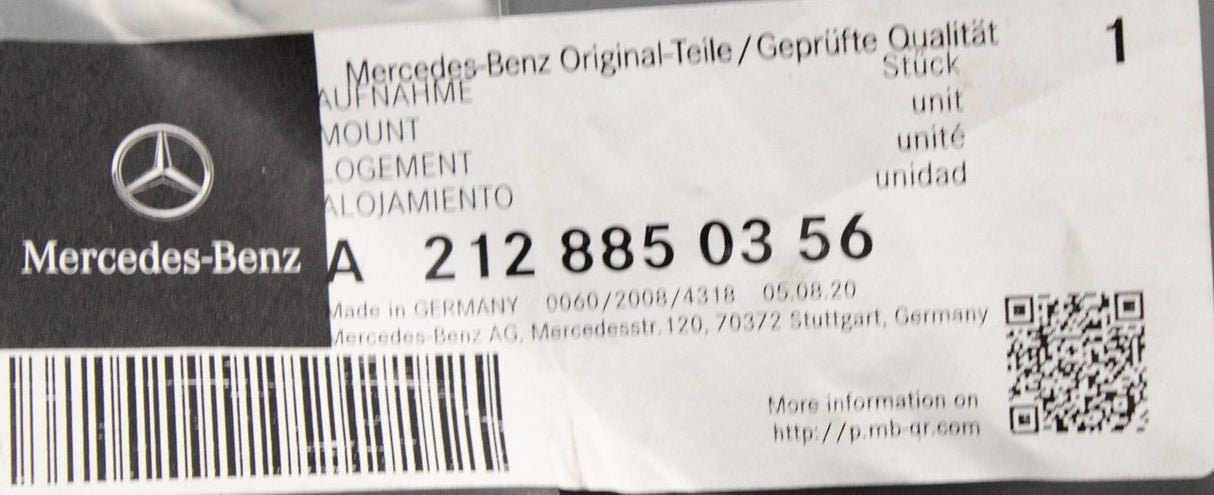 Mercedes-Benz
Mercedes-Benz Original-Teile/Geprüfte Qualität 1
AUFNAHME Stück
MOUNT unit
LOGEMENT unité
ALOJAMIENTO unidad
A 212 885 03 56
Made in GERMANY 0060/2008/4318 05.08.20
Mercedes-Benz AG, Mercedesstr.120, 70372 Stuttgart, Germany
More information on
http://p.mb-qr.com